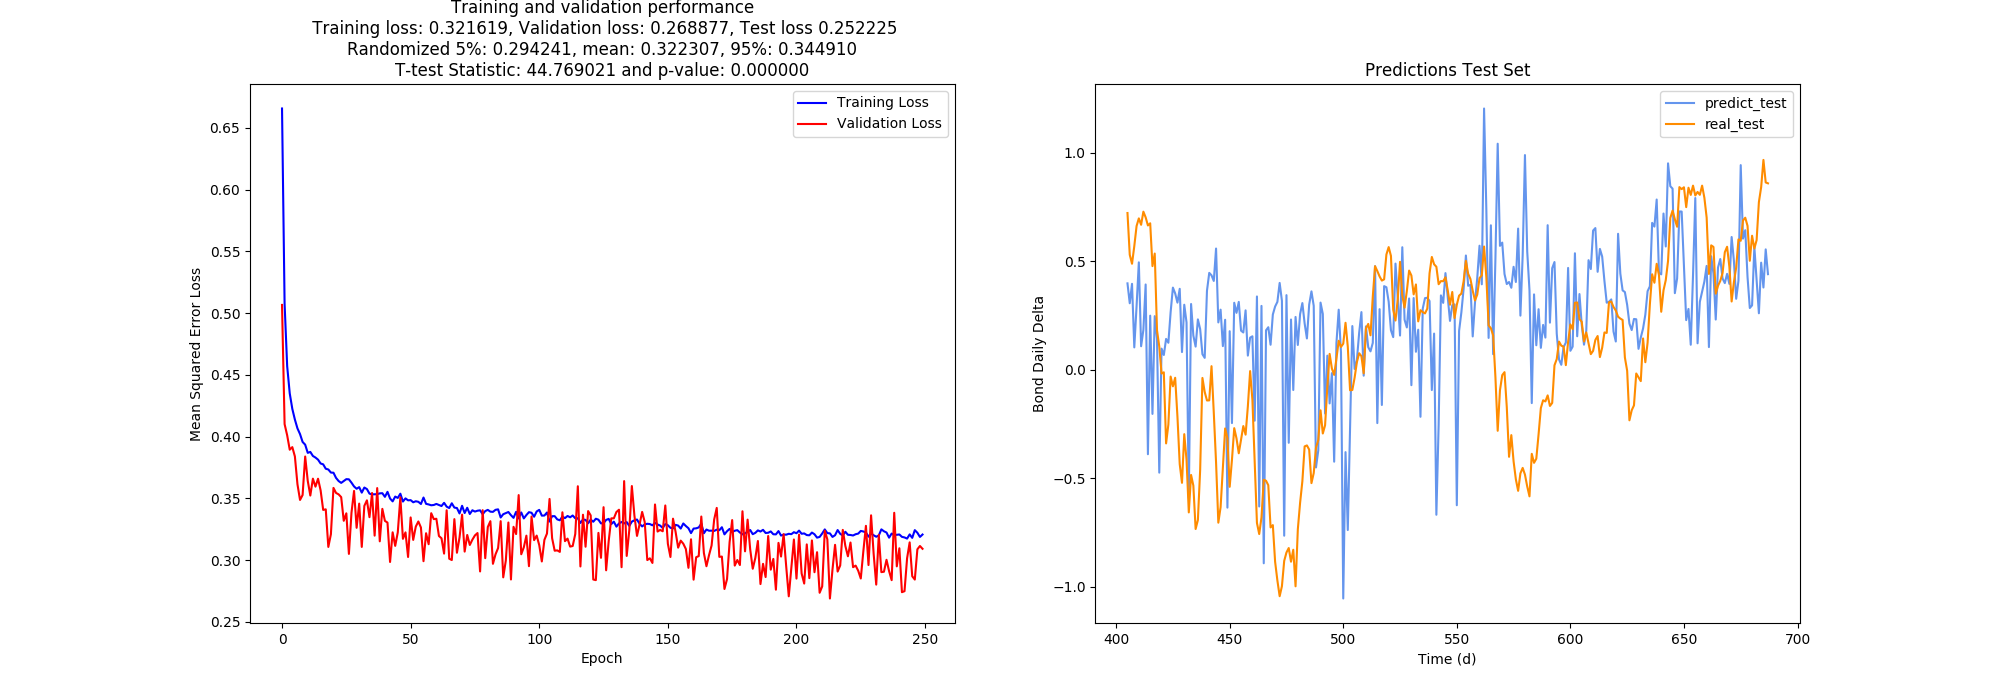 Training and validation performance
Training loss: 0.321619, Validation loss: 0.268877, Test loss 0.252225
Randomized 5%: 0.294241, mean: 0.322307, 95%: 0.344910
T-test Statistic: 44.769021 and p-value: 0.000000
Training Loss
Validation Loss
0.65
0.60
0.55
0.50
0.45
0.40
0.35
0.30
0.25
Mean Squared Error Loss
0
50
100
150
200
250
Epoch
Predictions Test Set
predict_test
real_test
1.0
0.5
0.0
−0.5
−1.0
Bond Daily Delta
400
450
500
550
600
650
700
Time (d)